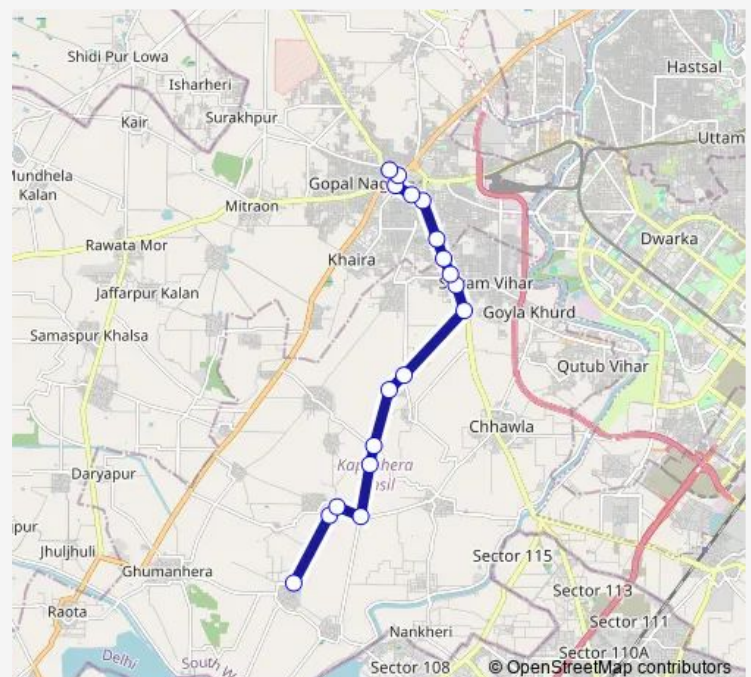 Shidi Pur Lowa
Hastsal
Isharheri
Kair
Surakhpur
Uttam
Mundhela
Kalan
Gopal Nag
Mitraon
Rawata Mor
Khaira
Dwarka
Jaffarpur Kalan
Vihar
Goyla Khurd
Samaspur Khalsa
Qutub Vihar
Chhawla
Daryapur
Jhuljhuli
Ghumanhera
Sector 115
Sector 113
Raota
Sector 111
Nankheri
Sector 110A
Delhi
South W
Sector 108
© OpenStreetMap contributors